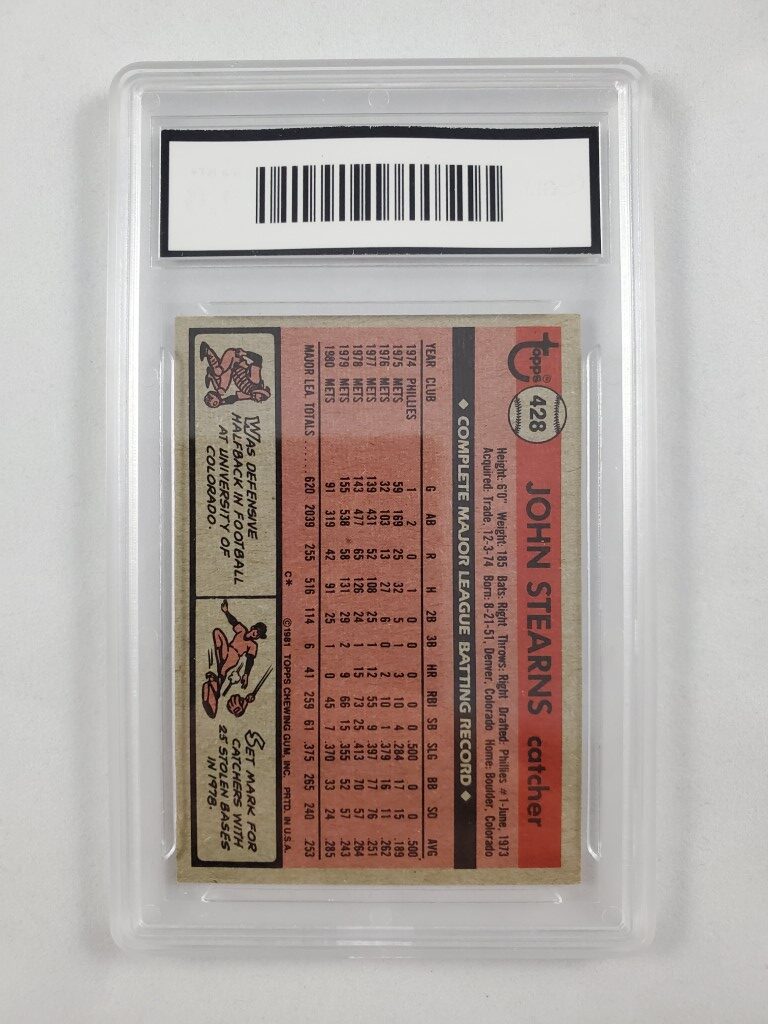 topps®
428
JOHN STEARNS catcher
Height: 6'0" Weight: 185 Bats: Right Throws: Right Drafted: Phillies #1-June, 1973
Acquired: Trade, 12-3-74 Born: 8-21-51, Denver, Colorado Home: Boulder, Colorado
◆ COMPLETE MAJOR LEAGUE BATTING RECORD ◆
YEAR CLUB G AB R H 2B 3B HR RBI SB SLG BB SO AVG
1974 PHILLIES 1 2 0 1 0 0 0 0 0 .500 0 0 .500
1975 METS 59 169 25 32 5 1 3 10 4 .284 17 15 .189
1976 METS 32 103 13 27 6 0 2 10 1 .379 16 11 .262
1977 METS 139 431 52 108 25 1 12 55 9 .397 77 76 .251
1978 METS 143 477 65 126 24 1 15 73 25 .413 70 57 .264
1979 METS 155 538 58 131 29 2 9 66 15 .355 52 57 .243
1980 METS 91 319 42 91 25 1 0 45 7 .370 33 24 .285
MAJOR LEA. TOTALS ...... 620 2039 255 516 114 6 41 259 61 .375 265 240 .253
C* ©1981 TOPPS CHEWING GUM, INC. PRTD. IN U.S.A.
WAS DEFENSIVE
HALFBACK IN FOOTBALL
AT UNIVERSITY OF
COLORADO.
SET MARK FOR
CATCHERS WITH
25 STOLEN BASES
IN 1978.